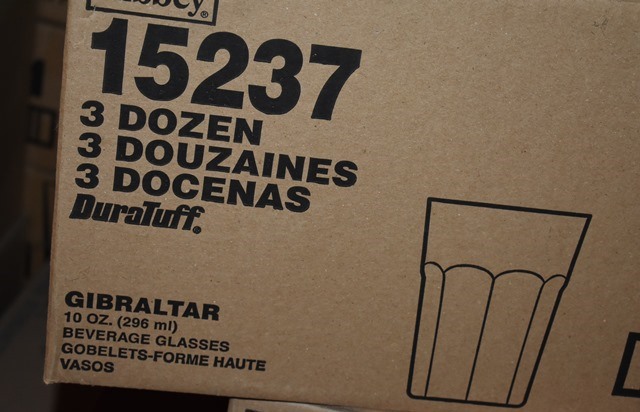 15237
3 DOZEN
3 DOUZAINES
3 DOCENAS
DuraTuff®
GIBRALTAR
10 OZ. (296 ml)
BEVERAGE GLASSES
GOBELETS-FORME HAUTE
VASOS